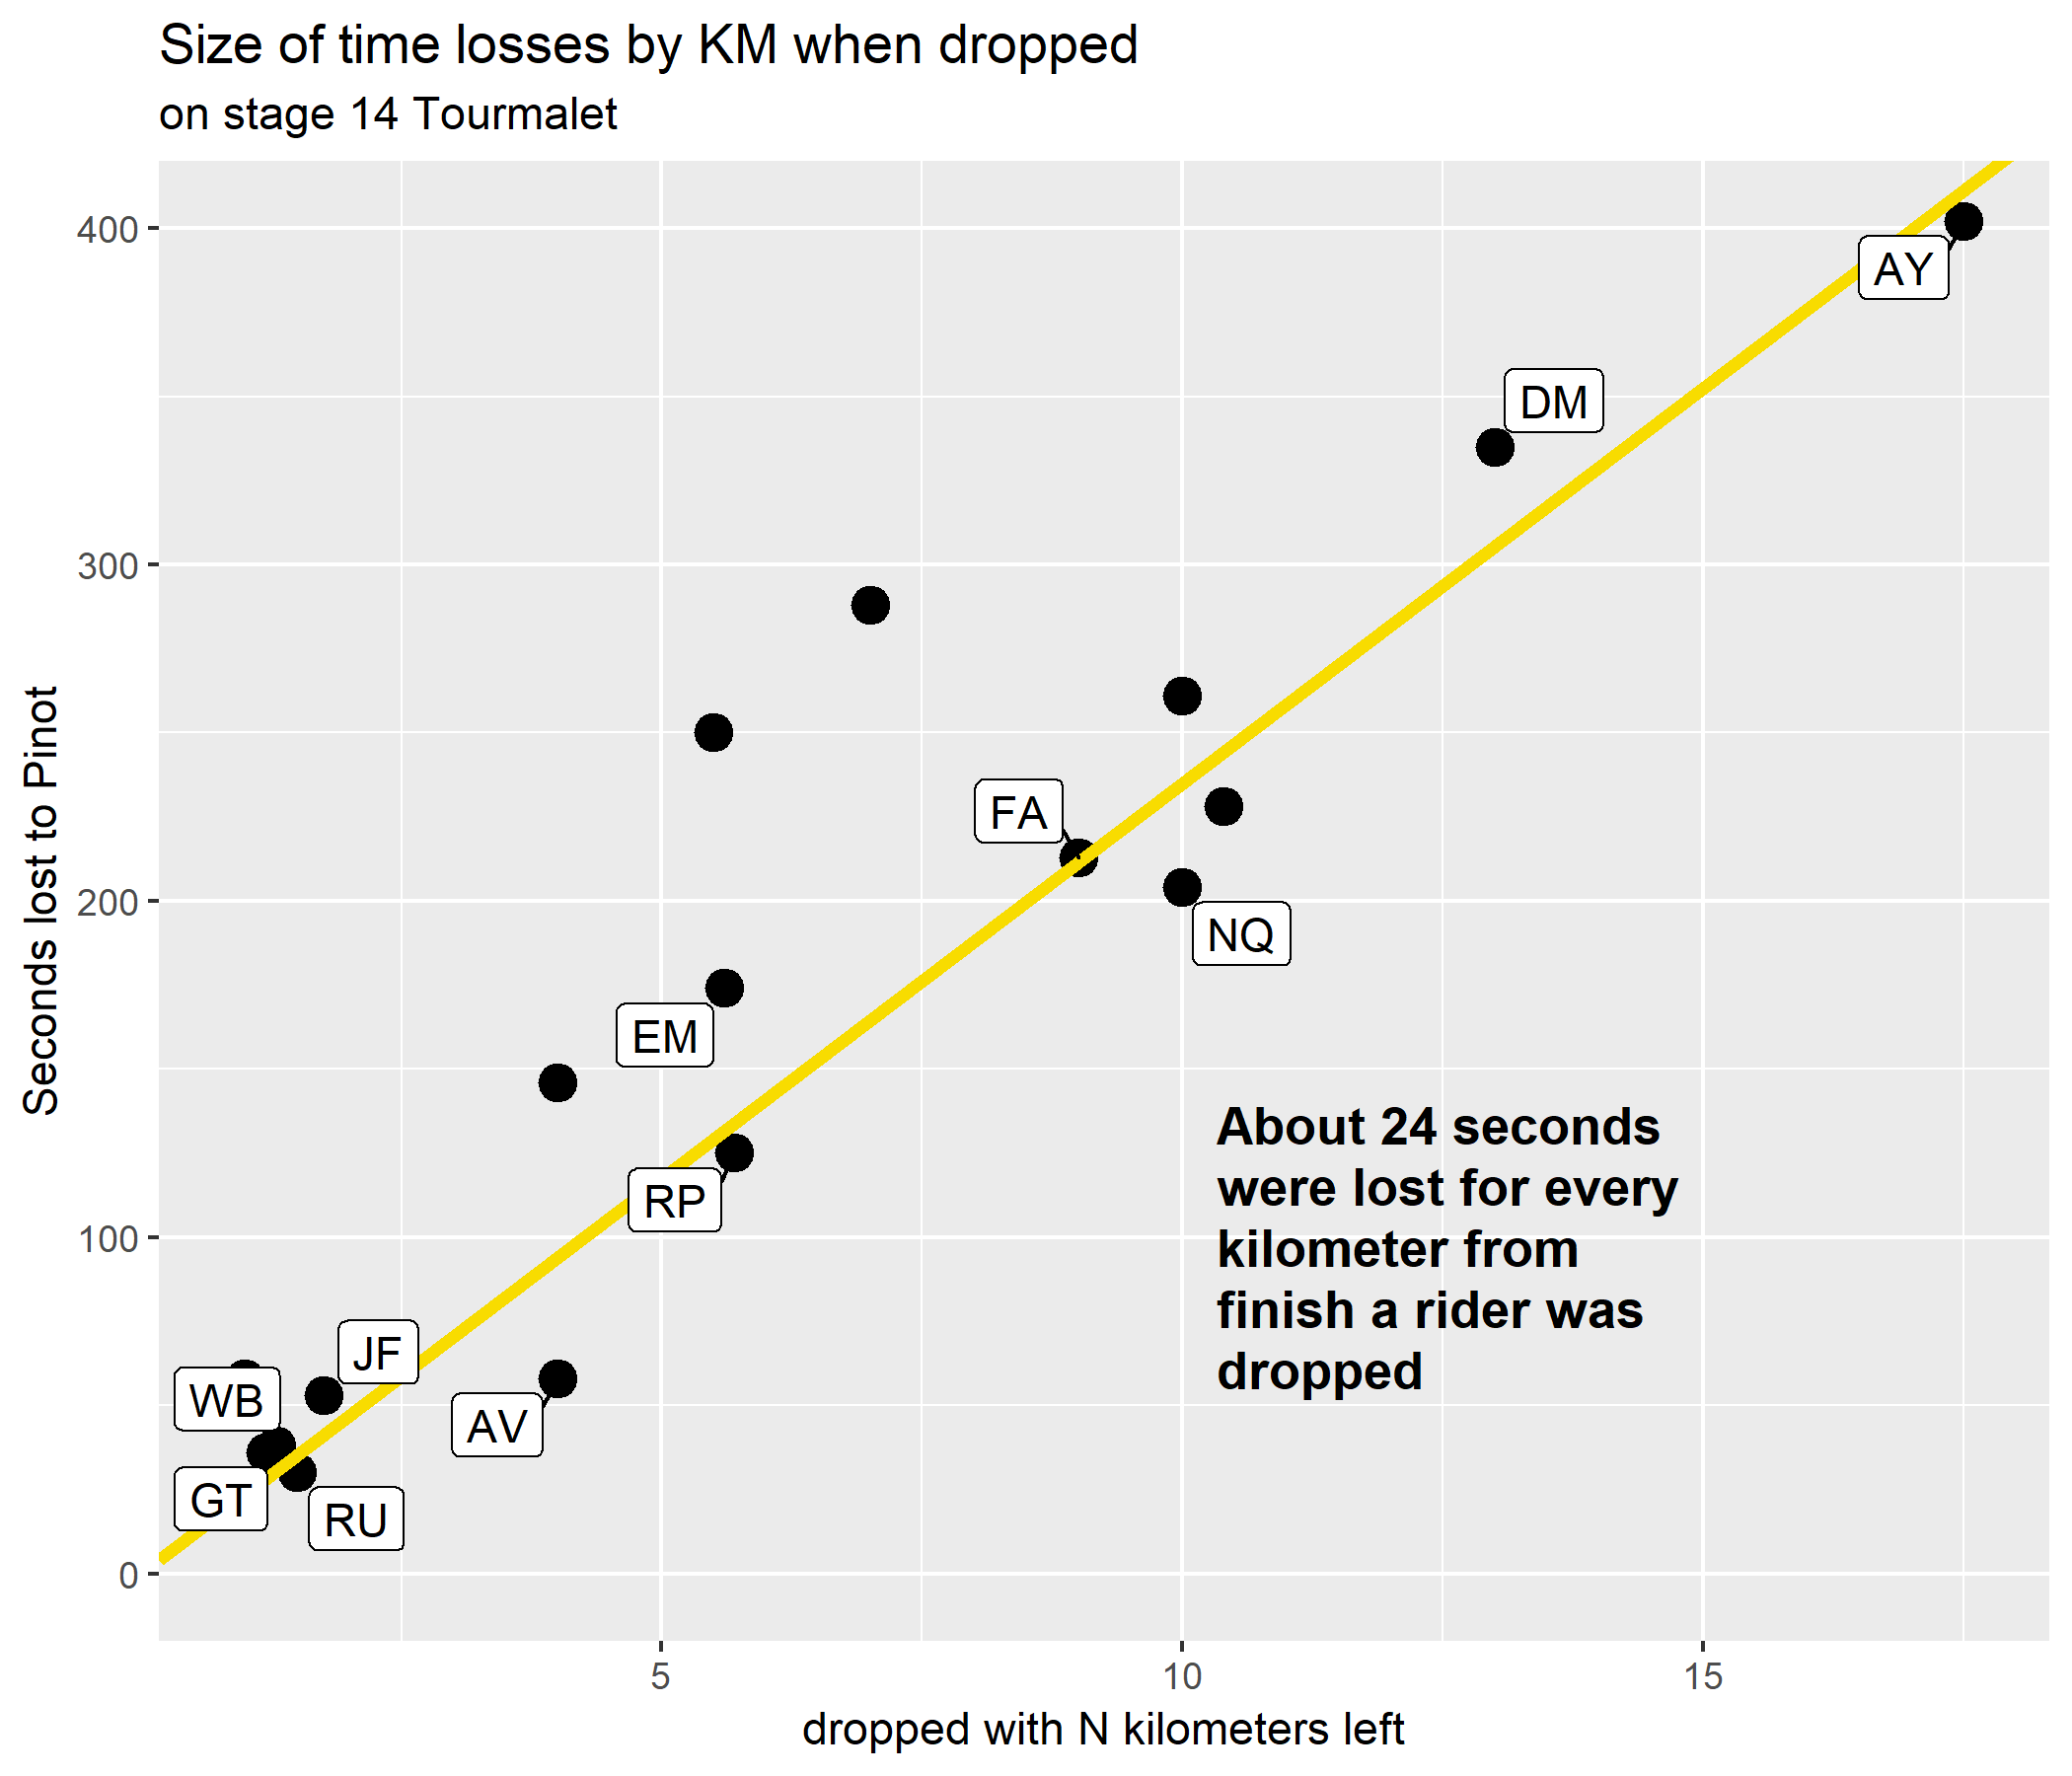 Size of time losses by KM when dropped
on stage 14 Tourmalet
Seconds lost to Pinot
400
300
200
100
0
AY
DM
FA
NQ
EM
RP
JF
WB
AV
GT
RU
About 24 seconds
were lost for every
kilometer from
finish a rider was
dropped
5
10
15
dropped with N kilometers left